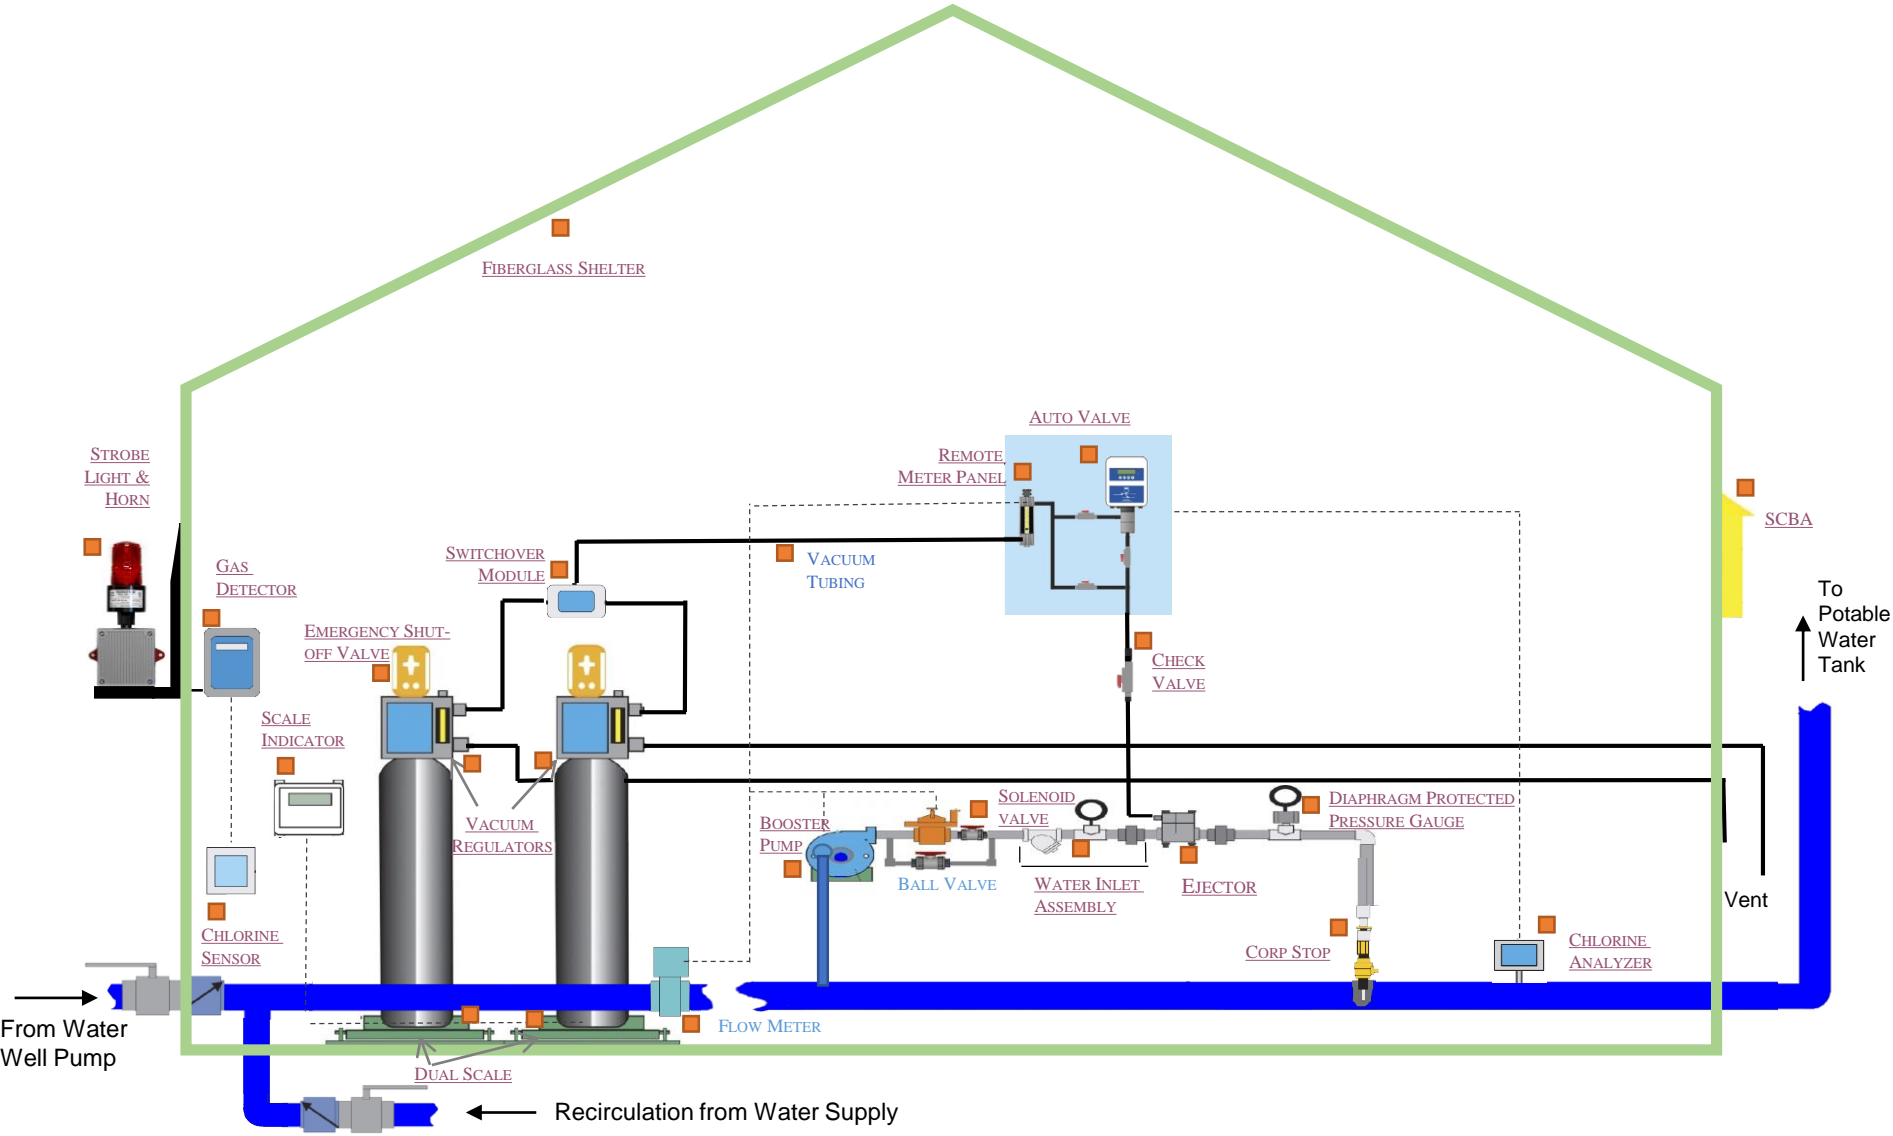 FIBERGLASS SHELTER
AUTO VALVE
REMOTE
METER PANEL
STROBE
LIGHT &
HORN
SCBA
SWITCHOVER
MODULE
VACUUM
TUBING
GAS
DETECTOR
To
Potable
Water
Tank
EMERGENCY SHUT-
OFF VALVE
CHECK
VALVE
SCALE
INDICATOR
SOLENOID
VALVE
DIAPHRAGM PROTECTED
PRESSURE GAUGE
VACUUM
REGULATORS
BOOSTER
PUMP
BALL VALVE
WATER INLET
ASSEMBLY
EJECTOR
Vent
CHLORINE
SENSOR
CORP STOP
CHLORINE
ANALYZER
From Water
Well Pump
FLOW METER
DUAL SCALE
Recirculation from Water Supply